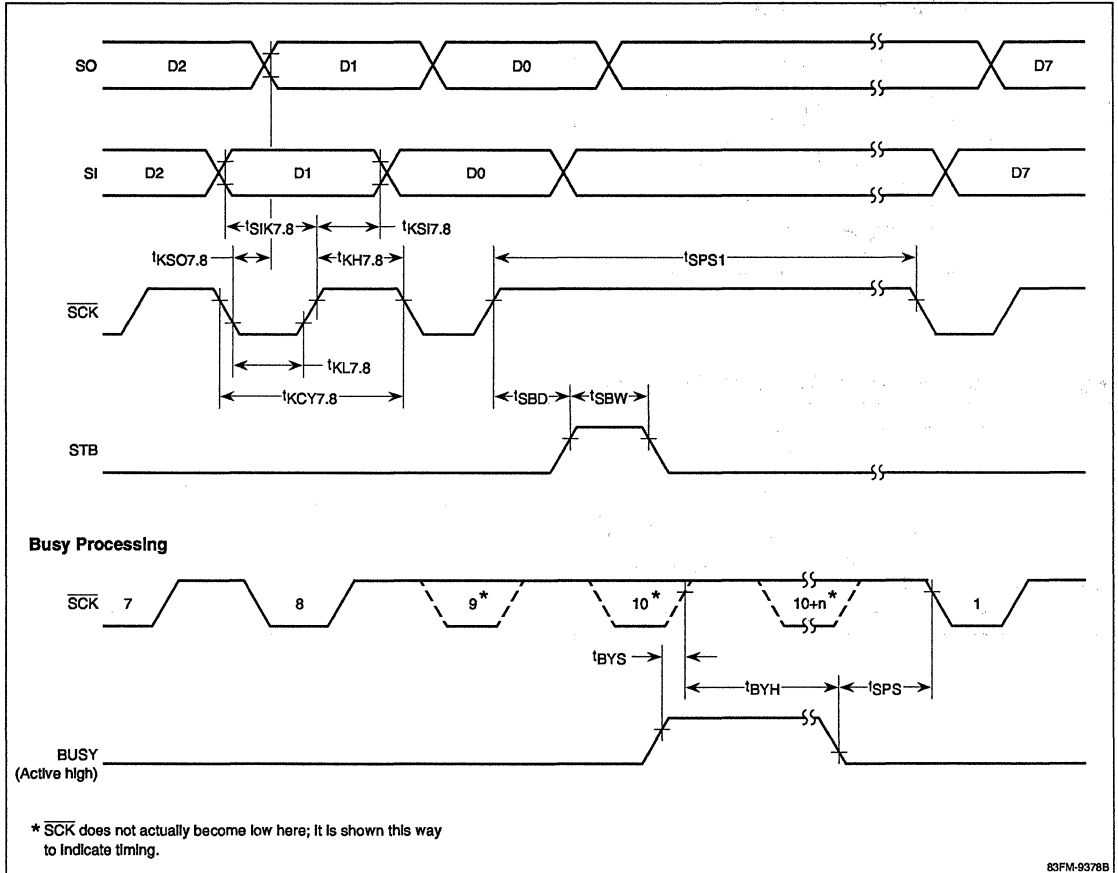 SO D2 D1 D0 D7
SI D2 D1 D0 D7
tSIK7.8 tKSI7.8
tKSO7.8 tKH7.8 tSPS1
SCK
tKL7.8
tKCY7.8 tSBD tSBW
STB
Busy Processing
SCK 7 8 9* 10* 10+n* 1
tBYS
tBYH tSPS
BUSY
(Active high)
* SCK does not actually become low here; it is shown this way
to indicate timing.
83FM-9378B